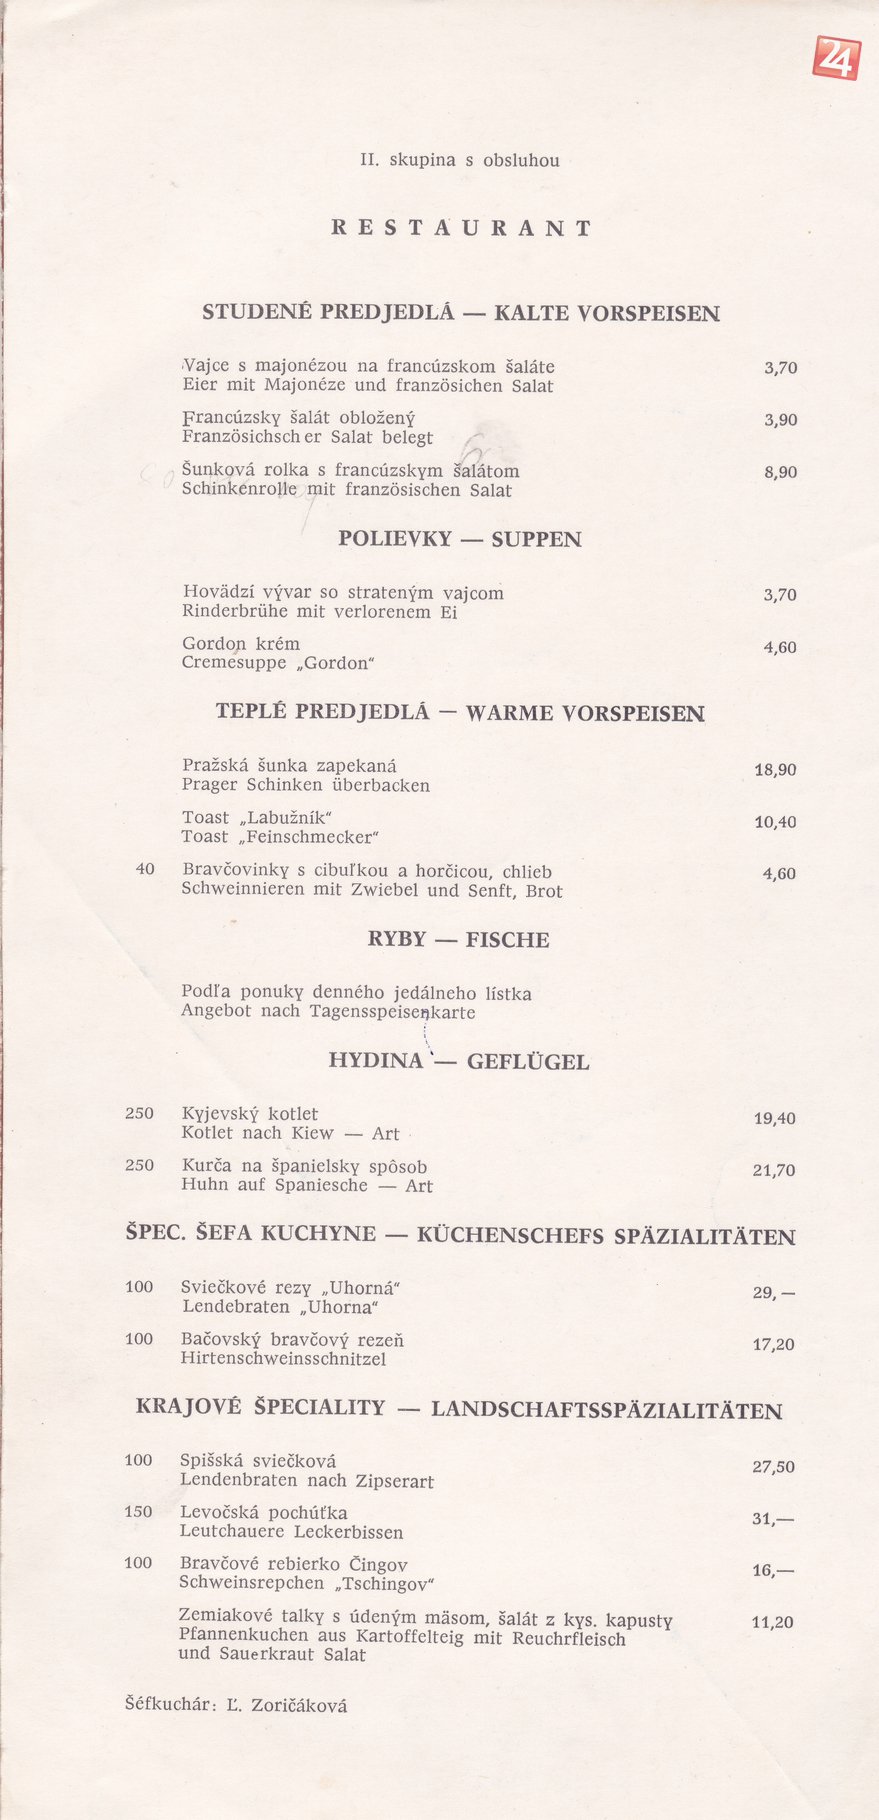 24
II. skupina s obsluhou
RESTAURANT
STUDENÉ PREDJEDLÁ — KALTE VORSPEISEN
Vajce s majonézou na francúzskom šaláte 3,70
Eier mit Majonéze und französichen Salat
Francúzsky šalát obložený 3,90
Französichsch er Salat belegt
Šunková rolka s francúzskym šalátom 8,90
Schinkenrolle mit französischen Salat
POLIEVKY — SUPPEN
Hovädzí vývar so strateným vajcom 3,70
Rinderbrühe mit verlorenem Ei
Gordon krém 4,60
Cremesuppe „Gordon“
TEPLÉ PREDJEDLÁ — WARME VORSPEISEN
Pražská šunka zapekaná 18,90
Prager Schinken überbacken
Toast „Labužník“ 10,40
Toast „Feinschmecker“
40 Bravčovinky s cibuľkou a horčicou, chlieb 4,60
Schweinnieren mit Zwiebel und Senft, Brot
RYBY — FISCHE
Podľa ponuky denného jedálneho lístka
Angebot nach Tagensspeisenkarte
HYDINA — GEFLÜGEL
250 Kyjevský kotlet 19,40
Kotlet nach Kiew — Art
250 Kurča na španielsky spôsob 21,70
Huhn auf Spaniesche — Art
ŠPEC. ŠEFA KUCHYNE — KÜCHENSCHEFS SPÄZIALITÄTEN
100 Sviečkové rezy „Uhorná“ 29,—
Lendebraten „Uhorna“
100 Bačovský bravčový rezeň 17,20
Hirtenschweinsschnitzel
KRAJOVÉ ŠPECIALITY — LANDSCHAFTSSPÄZIALITÄTEN
100 Spišská sviečková 27,50
Lendenbraten nach Zipserart
150 Levočská pochúťka 31,—
Leutchauere Leckerbissen
100 Bravčové rebierko Čingov 16,—
Schweinsrepchen „Tschingov“
Zemiakové talky s údeným mäsom, šalát z kys. kapusty 11,20
Pfannenkuchen aus Kartoffelteig mit Reuchrfleisch
und Sauerkraut Salat
Šéfkuchár: Ľ. Zoričáková